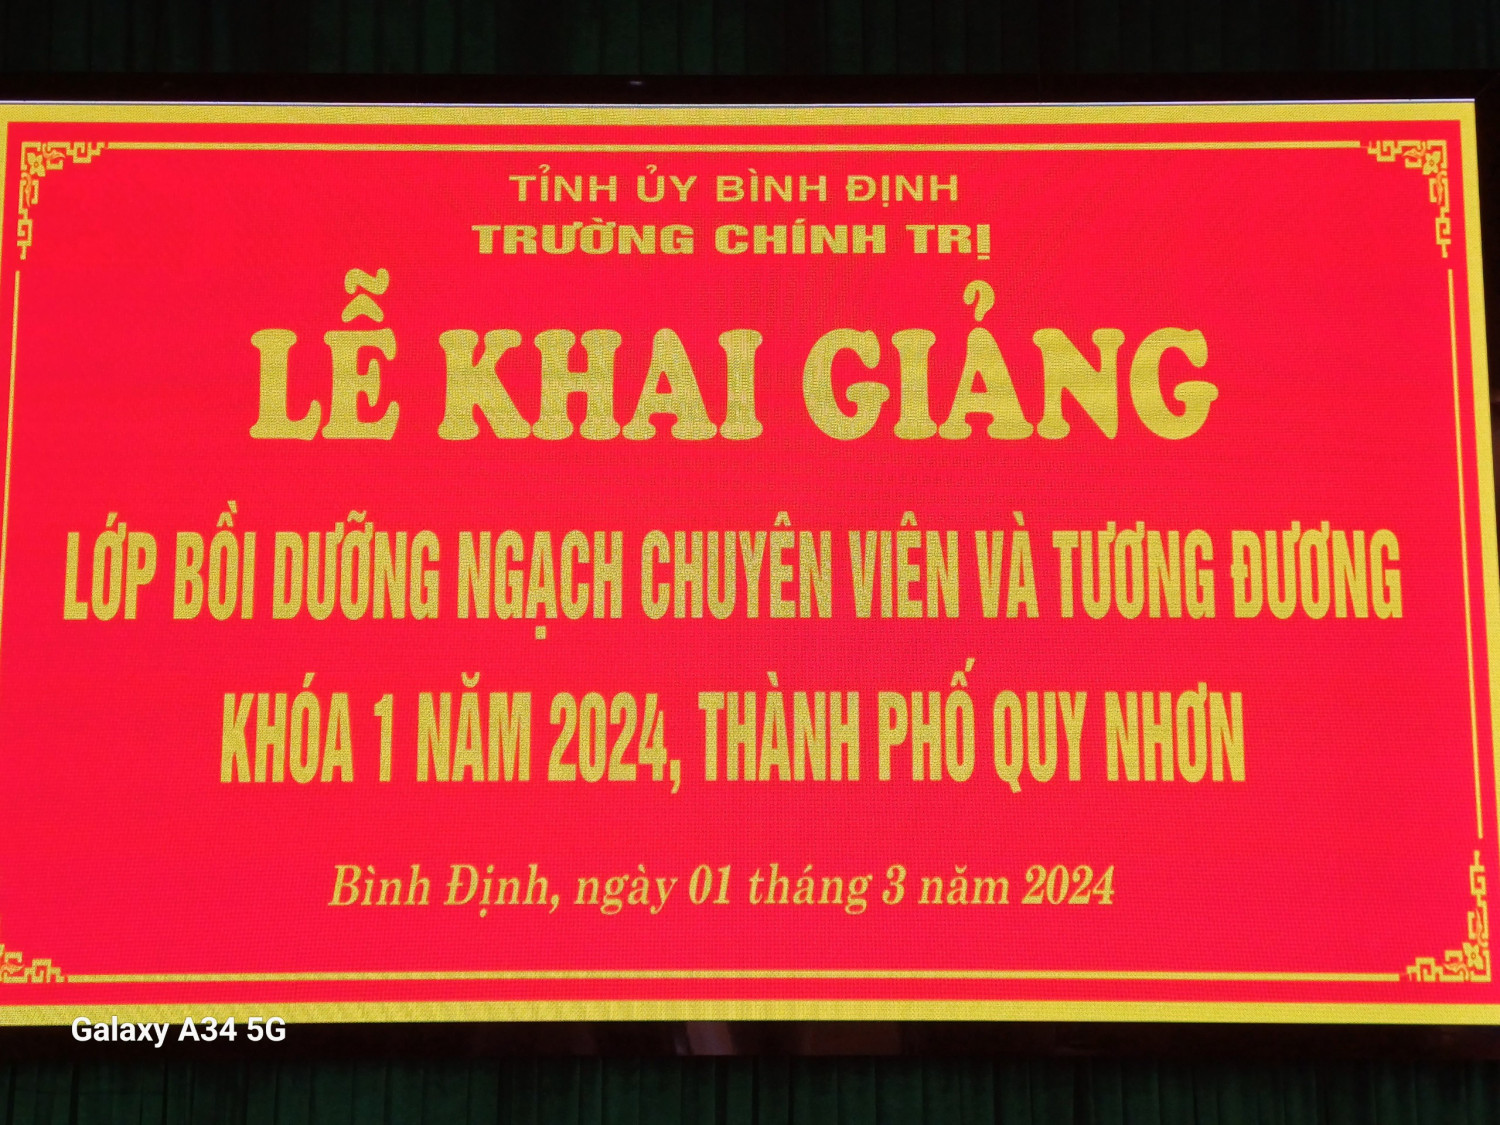 TỈNH ỦY BÌNH ĐỊNH
TRƯỜNG CHÍNH TRỊ
LỄ KHAI GIẢNG
LỚP BỒI DƯỠNG NGẠCH CHUYÊN VIÊN VÀ TƯƠNG ĐƯƠNG
KHÓA 1 NĂM 2024, THÀNH PHỐ QUY NHƠN
Bình Định, ngày 01 tháng 3 năm 2024
Galaxy A34 5G